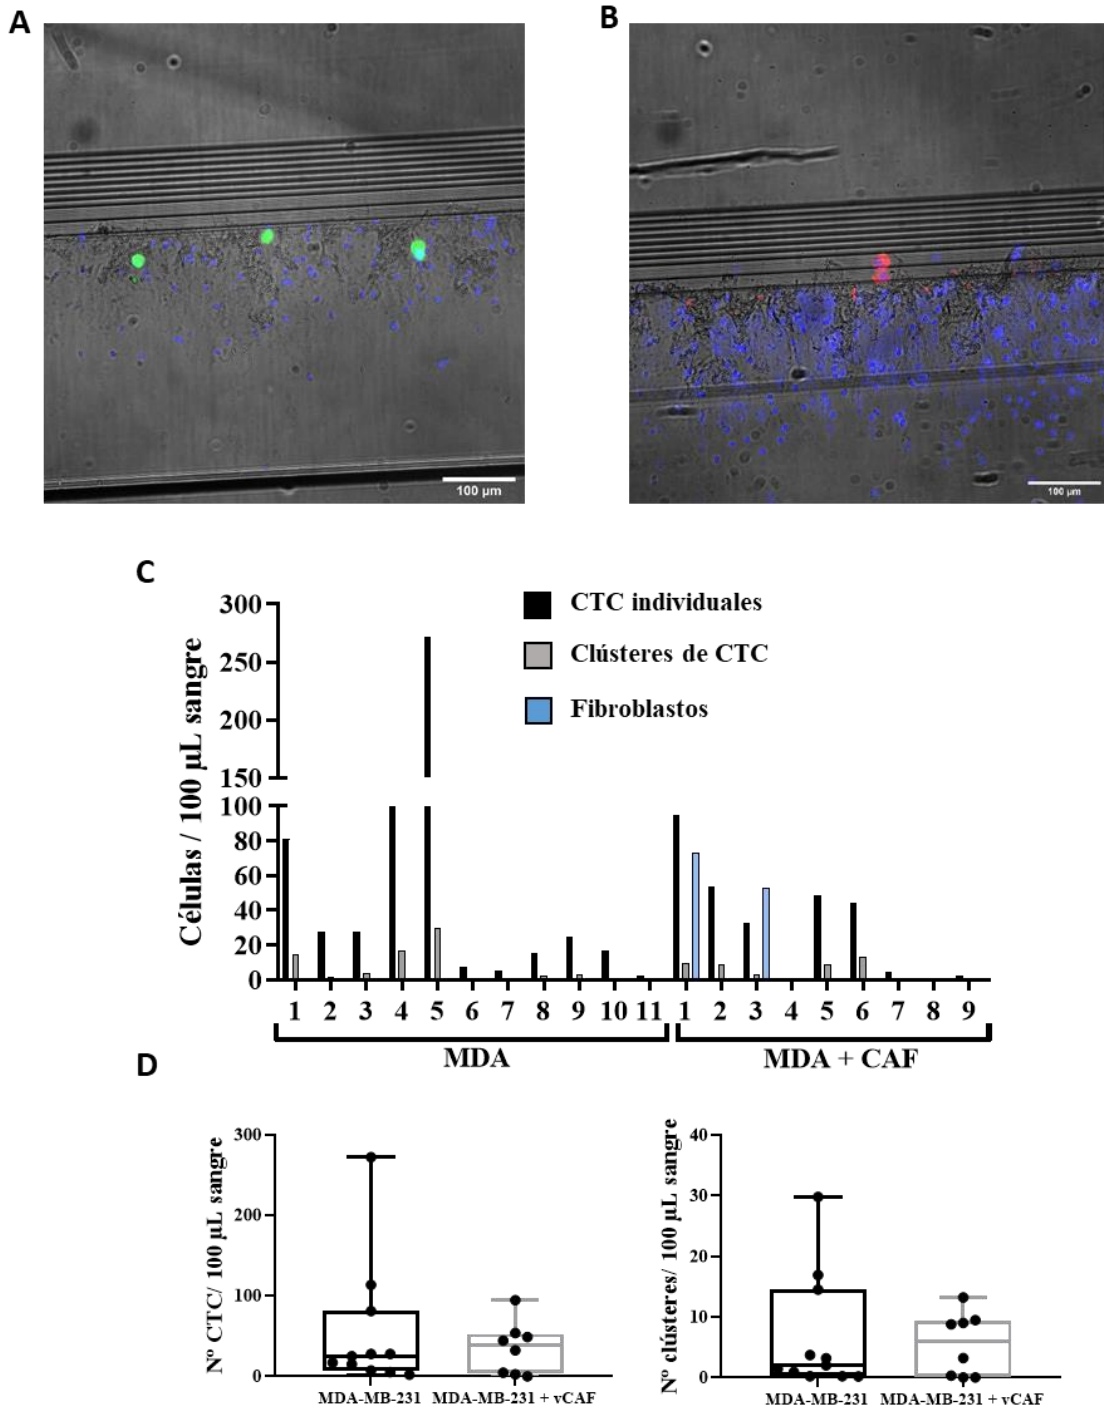 A
B
100 µm
100 µm
C
300
250
200
150
100
80
60
40
20
0
Células / 100 µL sangre
CTC individuales
Clústeres de CTC
Fibroblastos
1 2 3 4 5 6 7 8 9 10 11 1 2 3 4 5 6 7 8 9
MDA MDA + CAF
D
300
200
100
0
Nº CTC/ 100 µL sangre
MDA-MB-231 MDA-MB-231 + vCAF
40
30
20
10
0
Nº clústeres/ 100 µL sangre
MDA-MB-231 MDA-MB-231 + vCAF